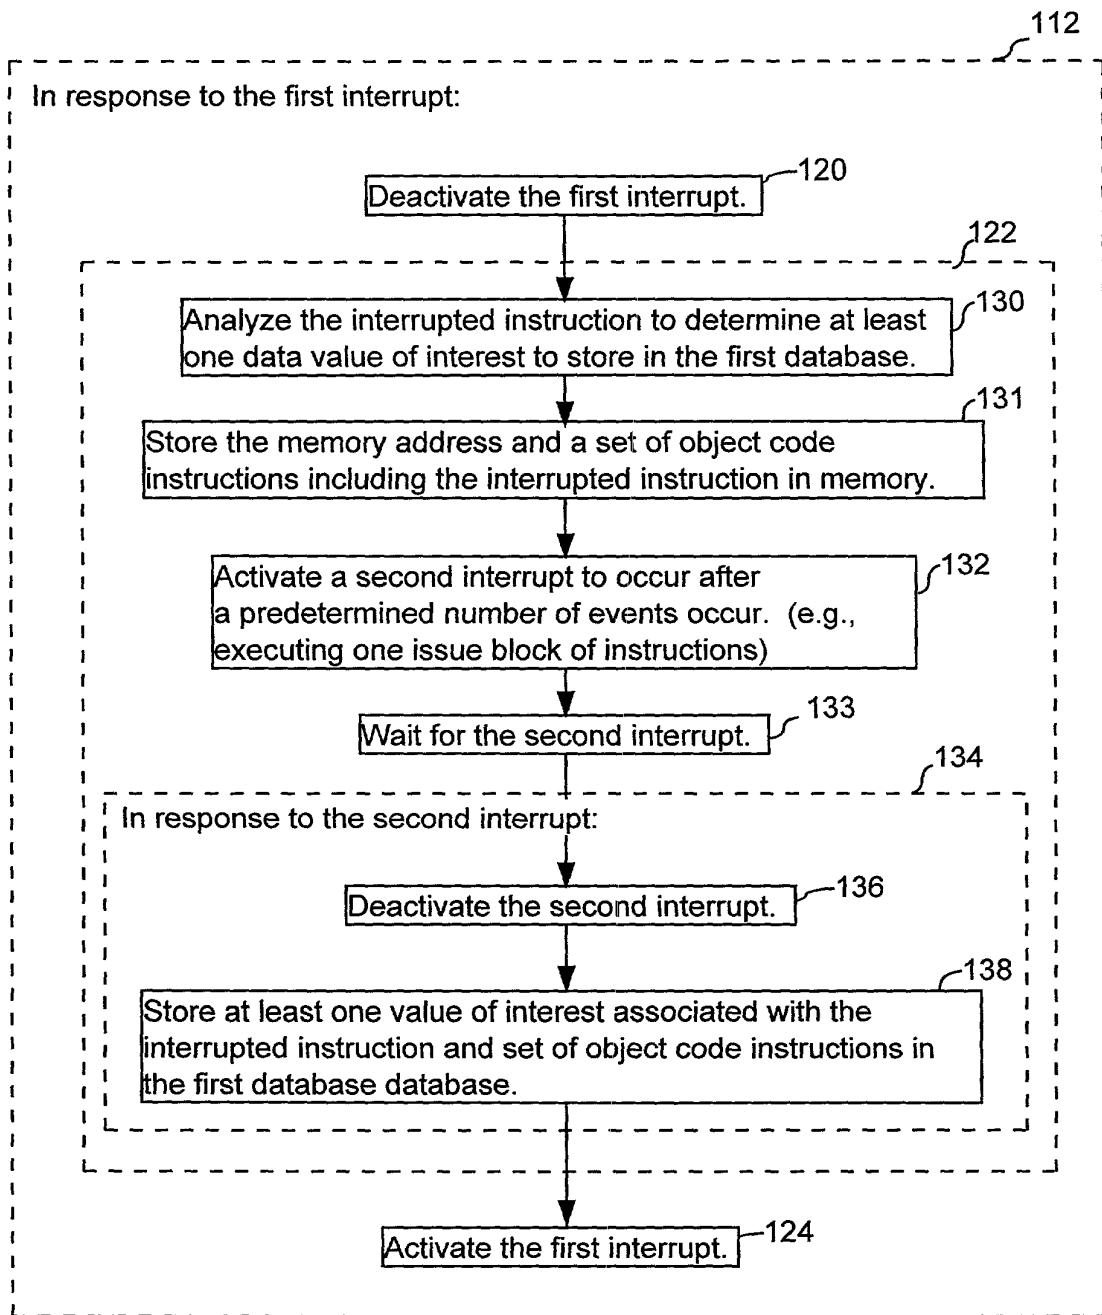 112
In response to the first interrupt:
120
Deactivate the first interrupt.
122
130
Analyze the interrupted instruction to determine at least
one data value of interest to store in the first database.
131
Store the memory address and a set of object code
instructions including the interrupted instruction in memory.
132
Activate a second interrupt to occur after
a predetermined number of events occur. (e.g.,
executing one issue block of instructions)
133
Wait for the second interrupt.
134
In response to the second interrupt:
136
Deactivate the second interrupt.
138
Store at least one value of interest associated with the
interrupted instruction and set of object code instructions in
the first database database.
124
Activate the first interrupt.